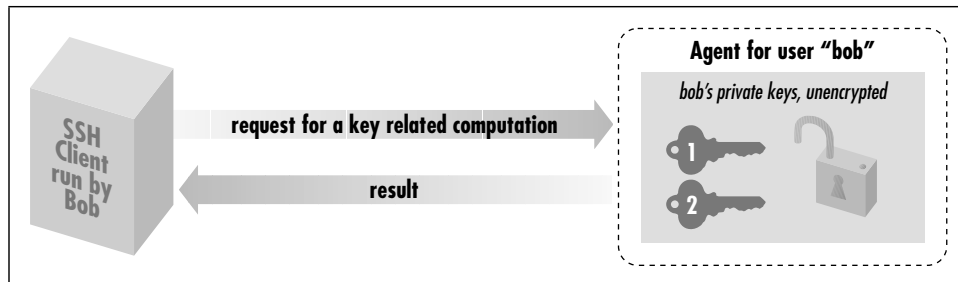 SSH
Client
run by
Bob
request for a key related computation
result
Agent for user “bob”
bob’s private keys, unencrypted
1
2